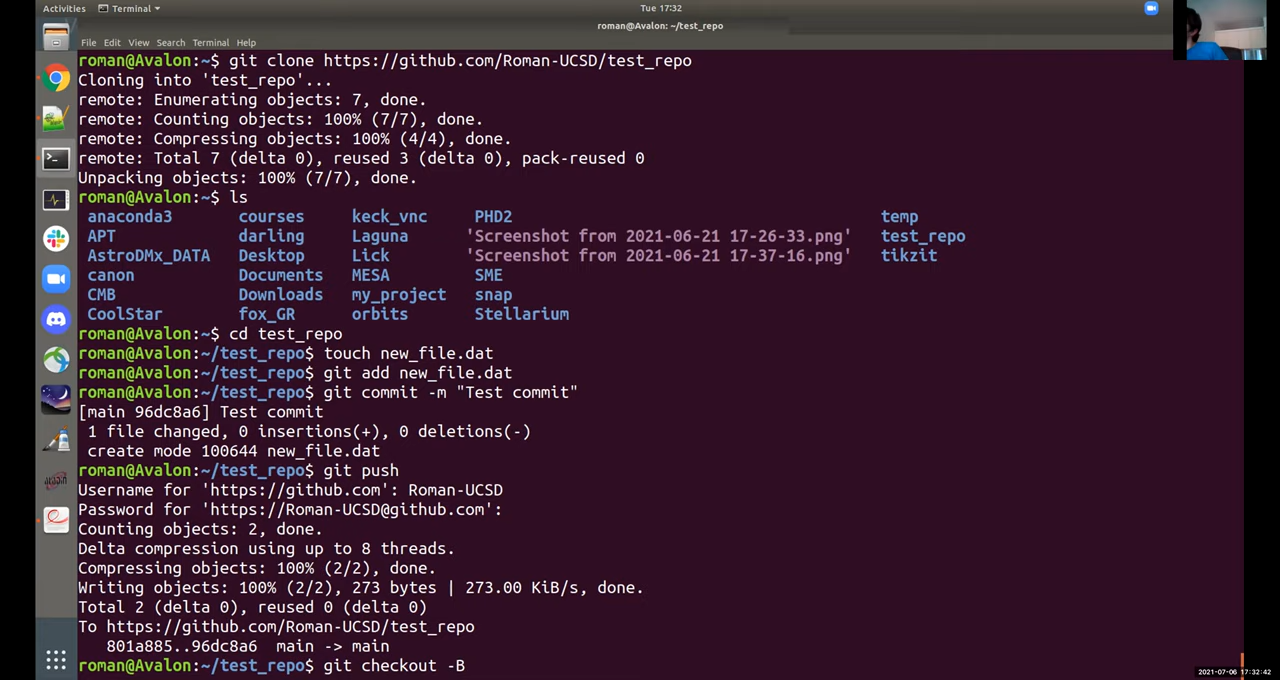 Activities Terminal Tue 17:32
roman@Avalon: ~/test_repo
File Edit View Search Terminal Help
roman@Avalon:~$ git clone https://github.com/Roman-UCSD/test_repo
Cloning into 'test_repo'...
remote: Enumerating objects: 7, done.
remote: Counting objects: 100% (7/7), done.
remote: Compressing objects: 100% (4/4), done.
remote: Total 7 (delta 0), reused 3 (delta 0), pack-reused 0
Unpacking objects: 100% (7/7), done.
roman@Avalon:~$ ls
anaconda3 courses keck_vnc PHD2 temp
APT darling Laguna 'Screenshot from 2021-06-21 17-26-33.png' test_repo
AstroDMx_DATA Desktop Lick 'Screenshot from 2021-06-21 17-37-16.png' tikzit
canon Documents MESA SME
CMB Downloads my_project snap
CoolStar fox_GR orbits Stellarium
roman@Avalon:~$ cd test_repo
roman@Avalon:~/test_repo$ touch new_file.dat
roman@Avalon:~/test_repo$ git add new_file.dat
roman@Avalon:~/test_repo$ git commit -m "Test commit"
[main 96dc8a6] Test commit
1 file changed, 0 insertions(+), 0 deletions(-)
create mode 100644 new_file.dat
roman@Avalon:~/test_repo$ git push
Username for 'https://github.com': Roman-UCSD
Password for 'https://Roman-UCSD@github.com':
Counting objects: 2, done.
Delta compression using up to 8 threads.
Compressing objects: 100% (2/2), done.
Writing objects: 100% (2/2), 273 bytes | 273.00 KiB/s, done.
Total 2 (delta 0), reused 0 (delta 0)
To https://github.com/Roman-UCSD/test_repo
801a885..96dc8a6 main -> main
roman@Avalon:~/test_repo$ git checkout -B
2021-07-06 17:32:42